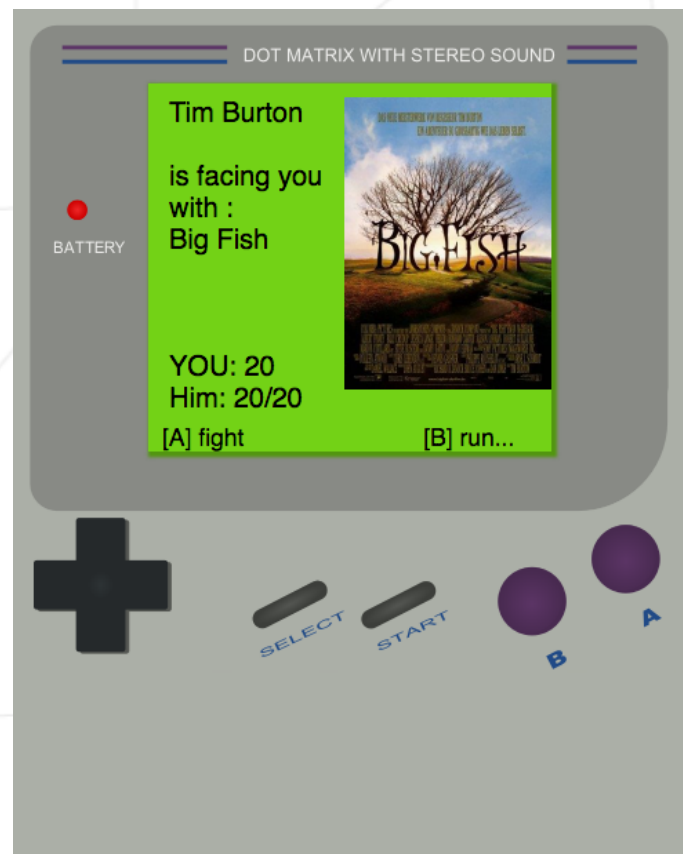 DOT MATRIX WITH STEREO SOUND
Tim Burton
is facing you
with :
Big Fish
YOU: 20
Him: 20/20
[A] fight
[B] run...
BIG FISH
BATTERY
SELECT
START
B
A